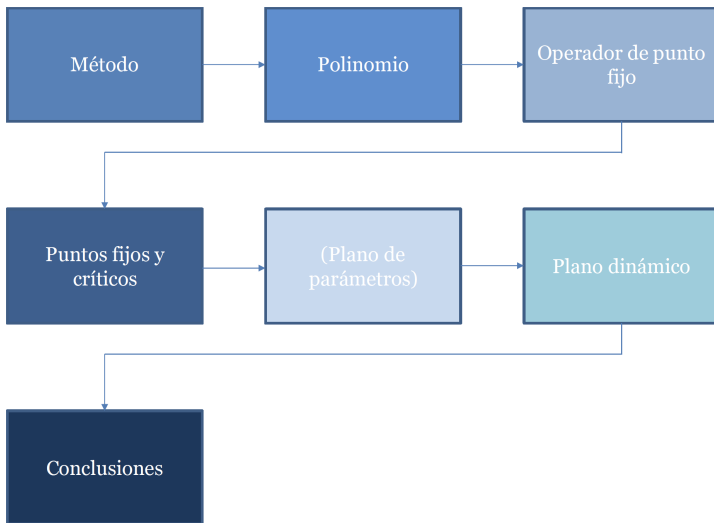 Método
Polinomio
Operador de punto
fijo
Puntos fijos y
críticos
(Plano de
parámetros)
Plano dinámico
Conclusiones